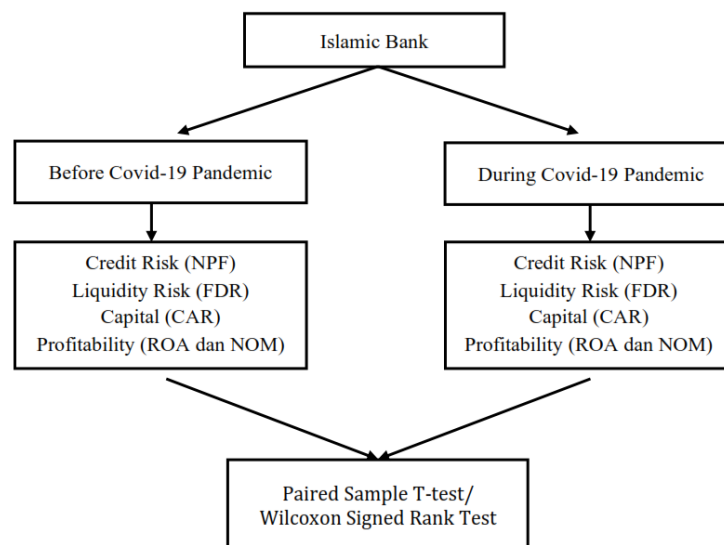 Islamic Bank
Before Covid-19 Pandemic
During Covid-19 Pandemic
Credit Risk (NPF)
Liquidity Risk (FDR)
Capital (CAR)
Profitability (ROA dan NOM)
Credit Risk (NPF)
Liquidity Risk (FDR)
Capital (CAR)
Profitability (ROA dan NOM)
Paired Sample T-test/
Wilcoxon Signed Rank Test